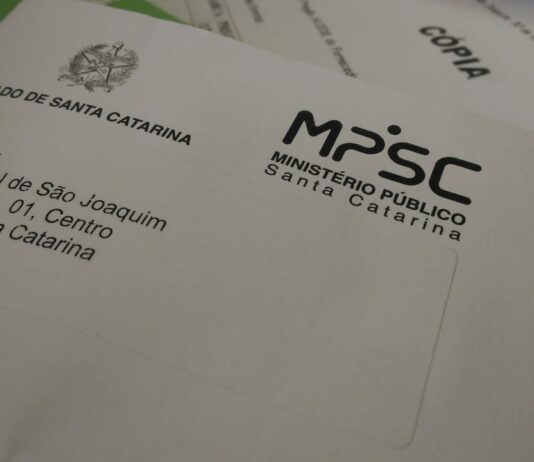 CÓPIA
ADO DE SANTA CATARINA
MPSC
MINISTÉRIO PÚBLICO
Santa Catarina
de São Joaquim
01, Centro
Catarina